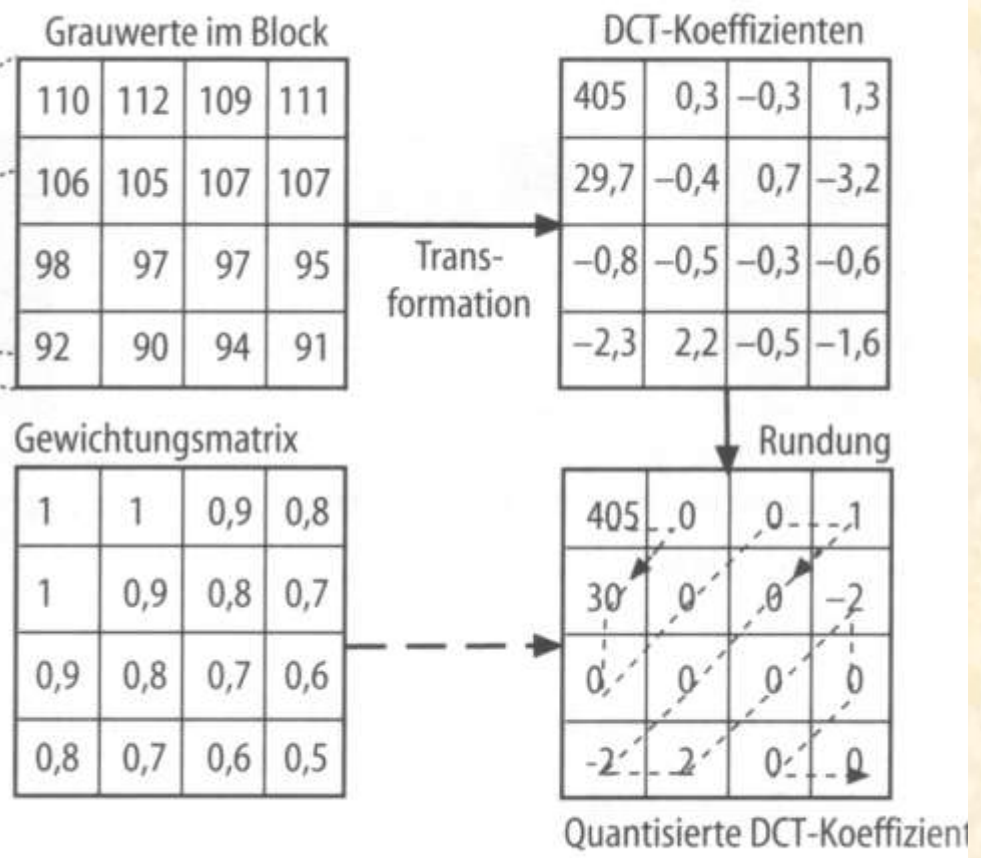 Grauwerte im Block
110 112 109 111
106 105 107 107
98 97 97 95
92 90 94 91
Trans-
formation
DCT-Koeffizienten
405 0,3 –0,3 1,3
29,7 –0,4 0,7 –3,2
–0,8 –0,5 –0,3 –0,6
–2,3 2,2 –0,5 –1,6
Gewichtungsmatrix
1 1 0,9 0,8
1 0,9 0,8 0,7
0,9 0,8 0,7 0,6
0,8 0,7 0,6 0,5
Rundung
405 0 0 1
30 0 0 –2
0 0 0 0
-2 2 0 0
Quantisierte DCT-Koeffizient